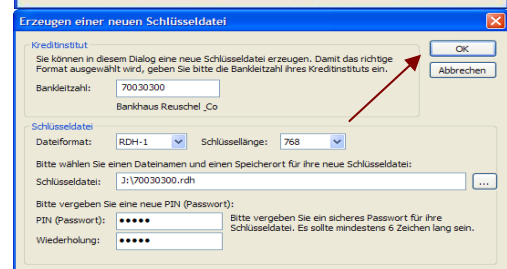 Erzeugen einer neuen Schlüsseldatei
Kreditinstitut
Sie können in diesem Dialog eine neue Schlüsseldatei erzeugen. Damit das richtige
Format ausgewählt wird, geben Sie bitte die Bankleitzahl ihres Kreditinstituts ein.
OK
Abbrechen
Bankleitzahl: 70030300
Bankhaus Reuschel _Co
Schlüsseldatei
Dateiformat: RDH-1 Schlüssellänge: 768
Bitte wählen Sie einen Dateinamen und einen Speicherort für ihre neue Schlüsseldatei:
Schlüsseldatei: J:\70030300.rdh ...
Bitte vergeben Sie eine neue PIN (Passwort):
PIN (Passwort): ●●●●● Bitte vergeben Sie ein sicheres Passwort für ihre
Schlüsseldatei. Es sollte mindestens 6 Zeichen lang sein.
Wiederholung: ●●●●●